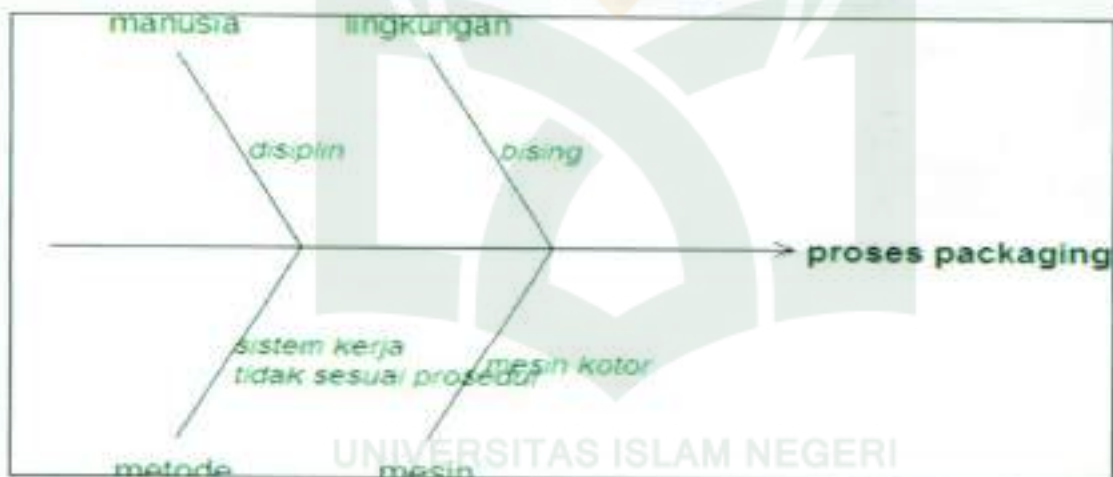 manusia
lingkungan
disiplin
bising
proses packaging
sistem kerja
tidak sesuai prosedur
mesin kotor
metode
mesin
UNIVERSITAS ISLAM NEGERI